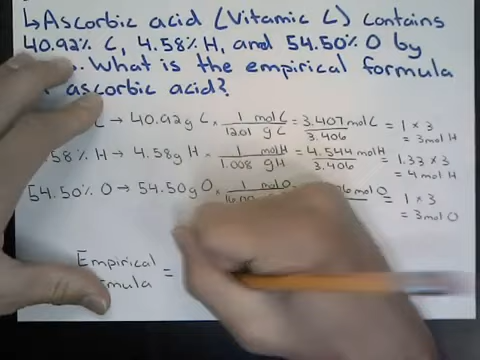 ↳Ascorbic acid (Vitamic C) contains
40.92% C, 4.58% H, and 54.50% O by
. What is the empirical formula
ascorbic acid?
C → 40.92g C × 1 mol C / 12.01 g C = 3.407 mol C / 3.406 = 1 × 3 = 3 mol H
58% H → 4.58g H × 1 mol H / 1.008 g H = 4.544 mol H / 3.406 = 1.33 × 3 = 4 mol H
54.50% O → 54.50g O × 1 mol O mol O = 1 × 3 = 3 mol O
Empirical
mula =